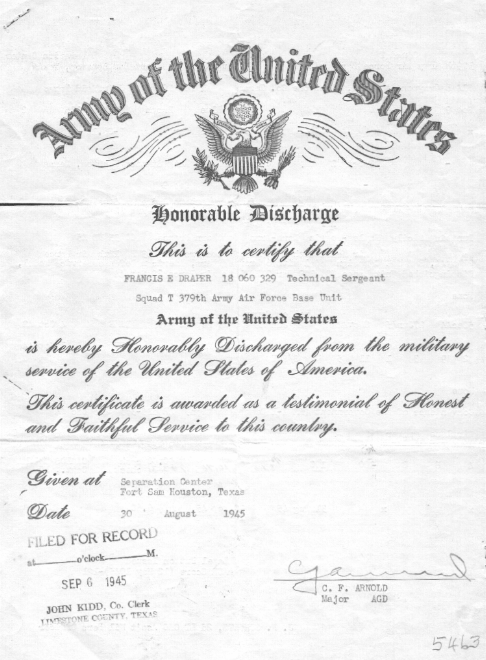 Army of the United States
Honorable Discharge
This is to certify that
FRANCIS E DRAPER 18 060 329 Technical Sergeant
Squad T 379th Army Air Force Base Unit
Army of the United States
is hereby Honorably Discharged from the military
service of the United States of America.
This certificate is awarded as a testimonial of Honest
and Faithful Service to this country.
Given at Separation Center
Fort Sam Houston, Texas
Date 30 August 1945
FILED FOR RECORD
at o'clock M.
SEP 6 1945
JOHN KIDD, Co. Clerk
LIMESTONE COUNTY, TEXAS
C. F. ARNOLD
Major AGD
5463